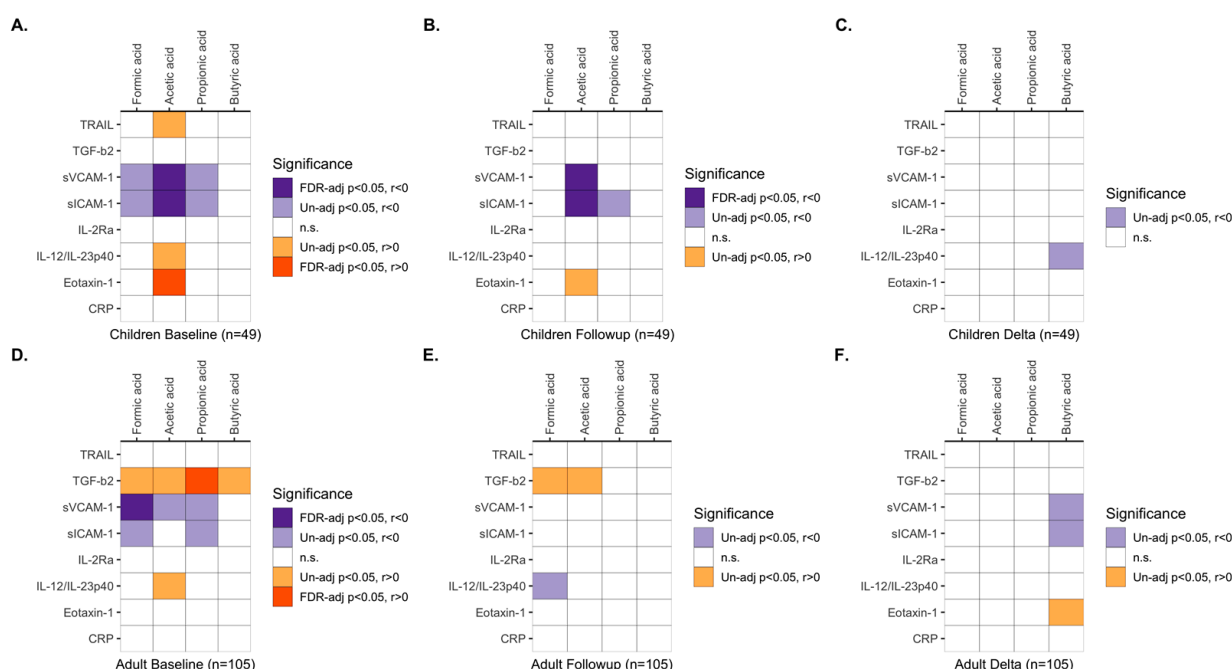 A.
Formic acid
Acetic acid
Propionic acid
Butyric acid
TRAIL
TGF-b2
sVCAM-1
sICAM-1
IL-2Ra
IL-12/IL-23p40
Eotaxin-1
CRP
Children Baseline (n=49)
Significance
FDR-adj p<0.05, r<0
Un-adj p<0.05, r<0
n.s.
Un-adj p<0.05, r>0
FDR-adj p<0.05, r>0
B.
Formic acid
Acetic acid
Propionic acid
Butyric acid
TRAIL
TGF-b2
sVCAM-1
sICAM-1
IL-2Ra
IL-12/IL-23p40
Eotaxin-1
CRP
Children Followup (n=49)
Significance
FDR-adj p<0.05, r<0
Un-adj p<0.05, r<0
n.s.
Un-adj p<0.05, r>0
C.
Formic acid
Acetic acid
Propionic acid
Butyric acid
TRAIL
TGF-b2
sVCAM-1
sICAM-1
IL-2Ra
IL-12/IL-23p40
Eotaxin-1
CRP
Children Delta (n=49)
Significance
Un-adj p<0.05, r<0
n.s.
D.
Formic acid
Acetic acid
Propionic acid
Butyric acid
TRAIL
TGF-b2
sVCAM-1
sICAM-1
IL-2Ra
IL-12/IL-23p40
Eotaxin-1
CRP
Adult Baseline (n=105)
Significance
FDR-adj p<0.05, r<0
Un-adj p<0.05, r<0
n.s.
Un-adj p<0.05, r>0
FDR-adj p<0.05, r>0
E.
Formic acid
Acetic acid
Propionic acid
Butyric acid
TRAIL
TGF-b2
sVCAM-1
sICAM-1
IL-2Ra
IL-12/IL-23p40
Eotaxin-1
CRP
Adult Followup (n=105)
Significance
Un-adj p<0.05, r<0
n.s.
Un-adj p<0.05, r>0
F.
Formic acid
Acetic acid
Propionic acid
Butyric acid
TRAIL
TGF-b2
sVCAM-1
sICAM-1
IL-2Ra
IL-12/IL-23p40
Eotaxin-1
CRP
Adult Delta (n=105)
Significance
Un-adj p<0.05, r<0
n.s.
Un-adj p<0.05, r>0